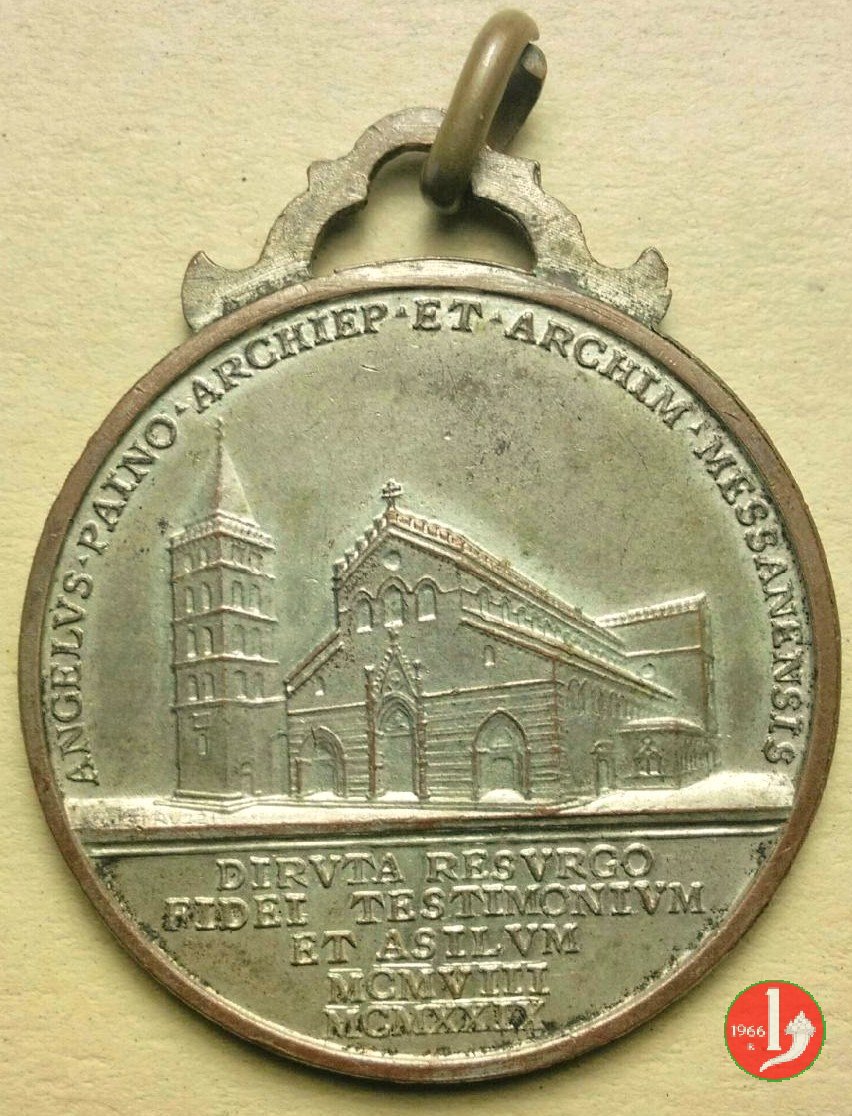 ANGELVS·PAINO·ARCHIEP·ET·ARCHIM·MESSANENSIS
DIRVTA RESVRGO
FIDEI TESTIMONIVM
ET ASILVM
MCMVIII
MCMXXIX
1966